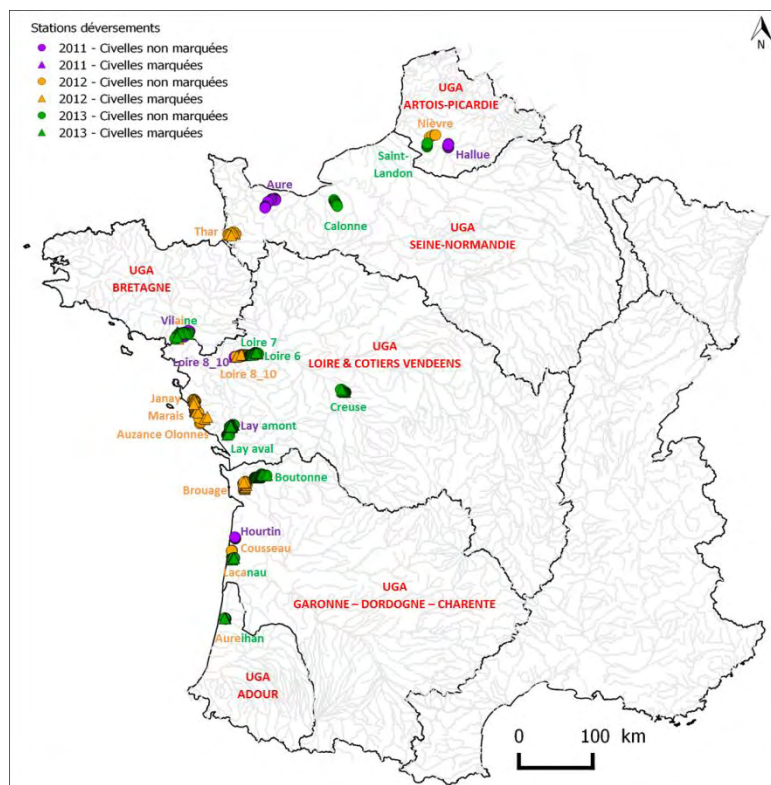 Stations déversements
2011 - Civelles non marquées
2011 - Civelles marquées
2012 - Civelles non marquées
2012 - Civelles marquées
2013 - Civelles non marquées
2013 - Civelles marquées
N
UGA
ARTOIS-PICARDIE
Nièvre
Saint-
Landon
Hallue
Aure
Calonne
Thar
UGA
SEINE-NORMANDIE
UGA
BRETAGNE
Vilaine
Loire 7
Loire 8_10
Loire 6
Loire 8_10
UGA
LOIRE & COTIERS VENDEENS
Creuse
Janay
Marais
Auzance Olonnes
Lay amont
Lay aval
Boutonne
Brouage
Hourtin
Cousseau
Lacanau
UGA
GARONNE – DORDOGNE – CHARENTE
Aureihan
UGA
ADOUR
0 100 km